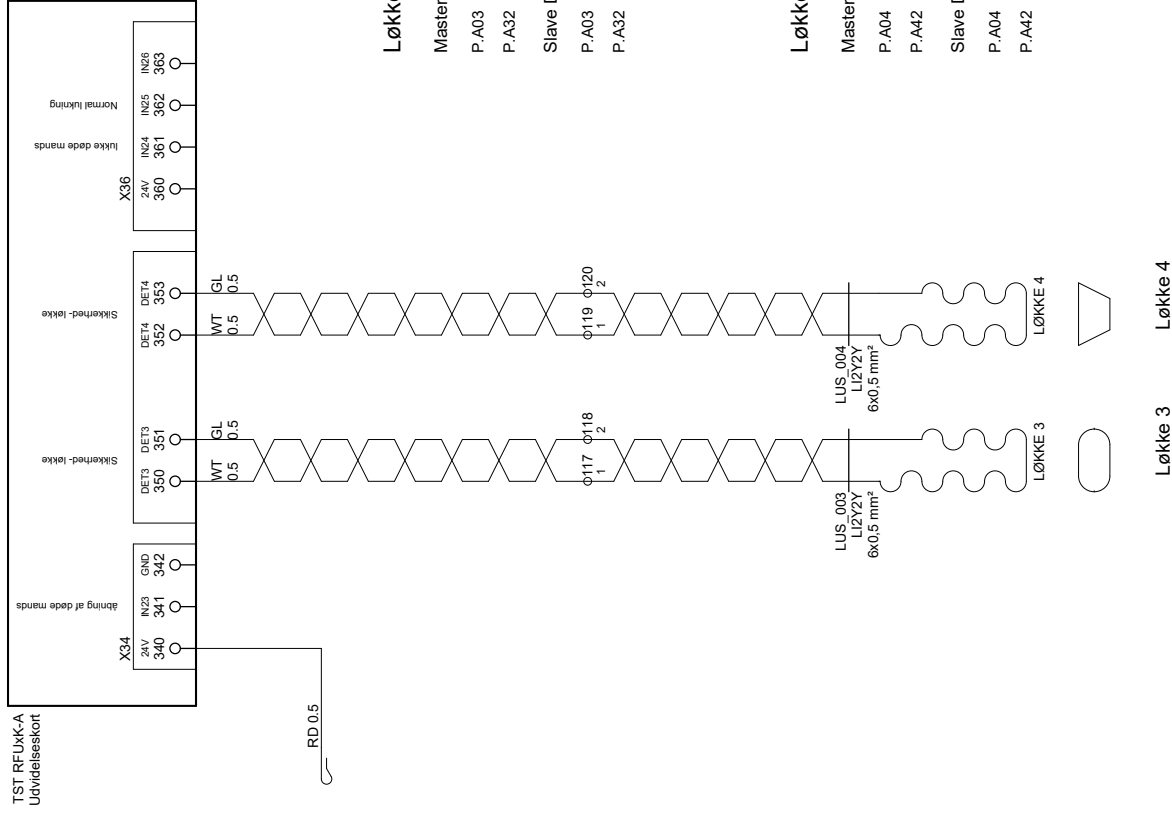 TST RFUxK-A
Udvidelseskort
åbning af døde mands
X34
24V
340
IN23
341
GND
342
Sikkerhed- løkke
DET3
350
DET3
351
Sikkerhed- løkke
DET4
352
DET4
353
lukke døde mands
Normal lukning
X36
24V
360
IN24
361
IN25
362
IN26
363
RD 0.5
WT
0.5
GL
0.5
WT
0.5
GL
0.5
117
1
118
2
119
1
120
2
LUS_003
LI2Y2Y
6x0,5 mm²
LUS_004
LI2Y2Y
6x0,5 mm²
LØKKE 3
LØKKE 4
Løkke 3
Løkke 4
Løkke
Master
P.A03
P.A32
Slave D
P.A03
P.A32
Løkke
Master
P.A04
P.A42
Slave D
P.A04
P.A42